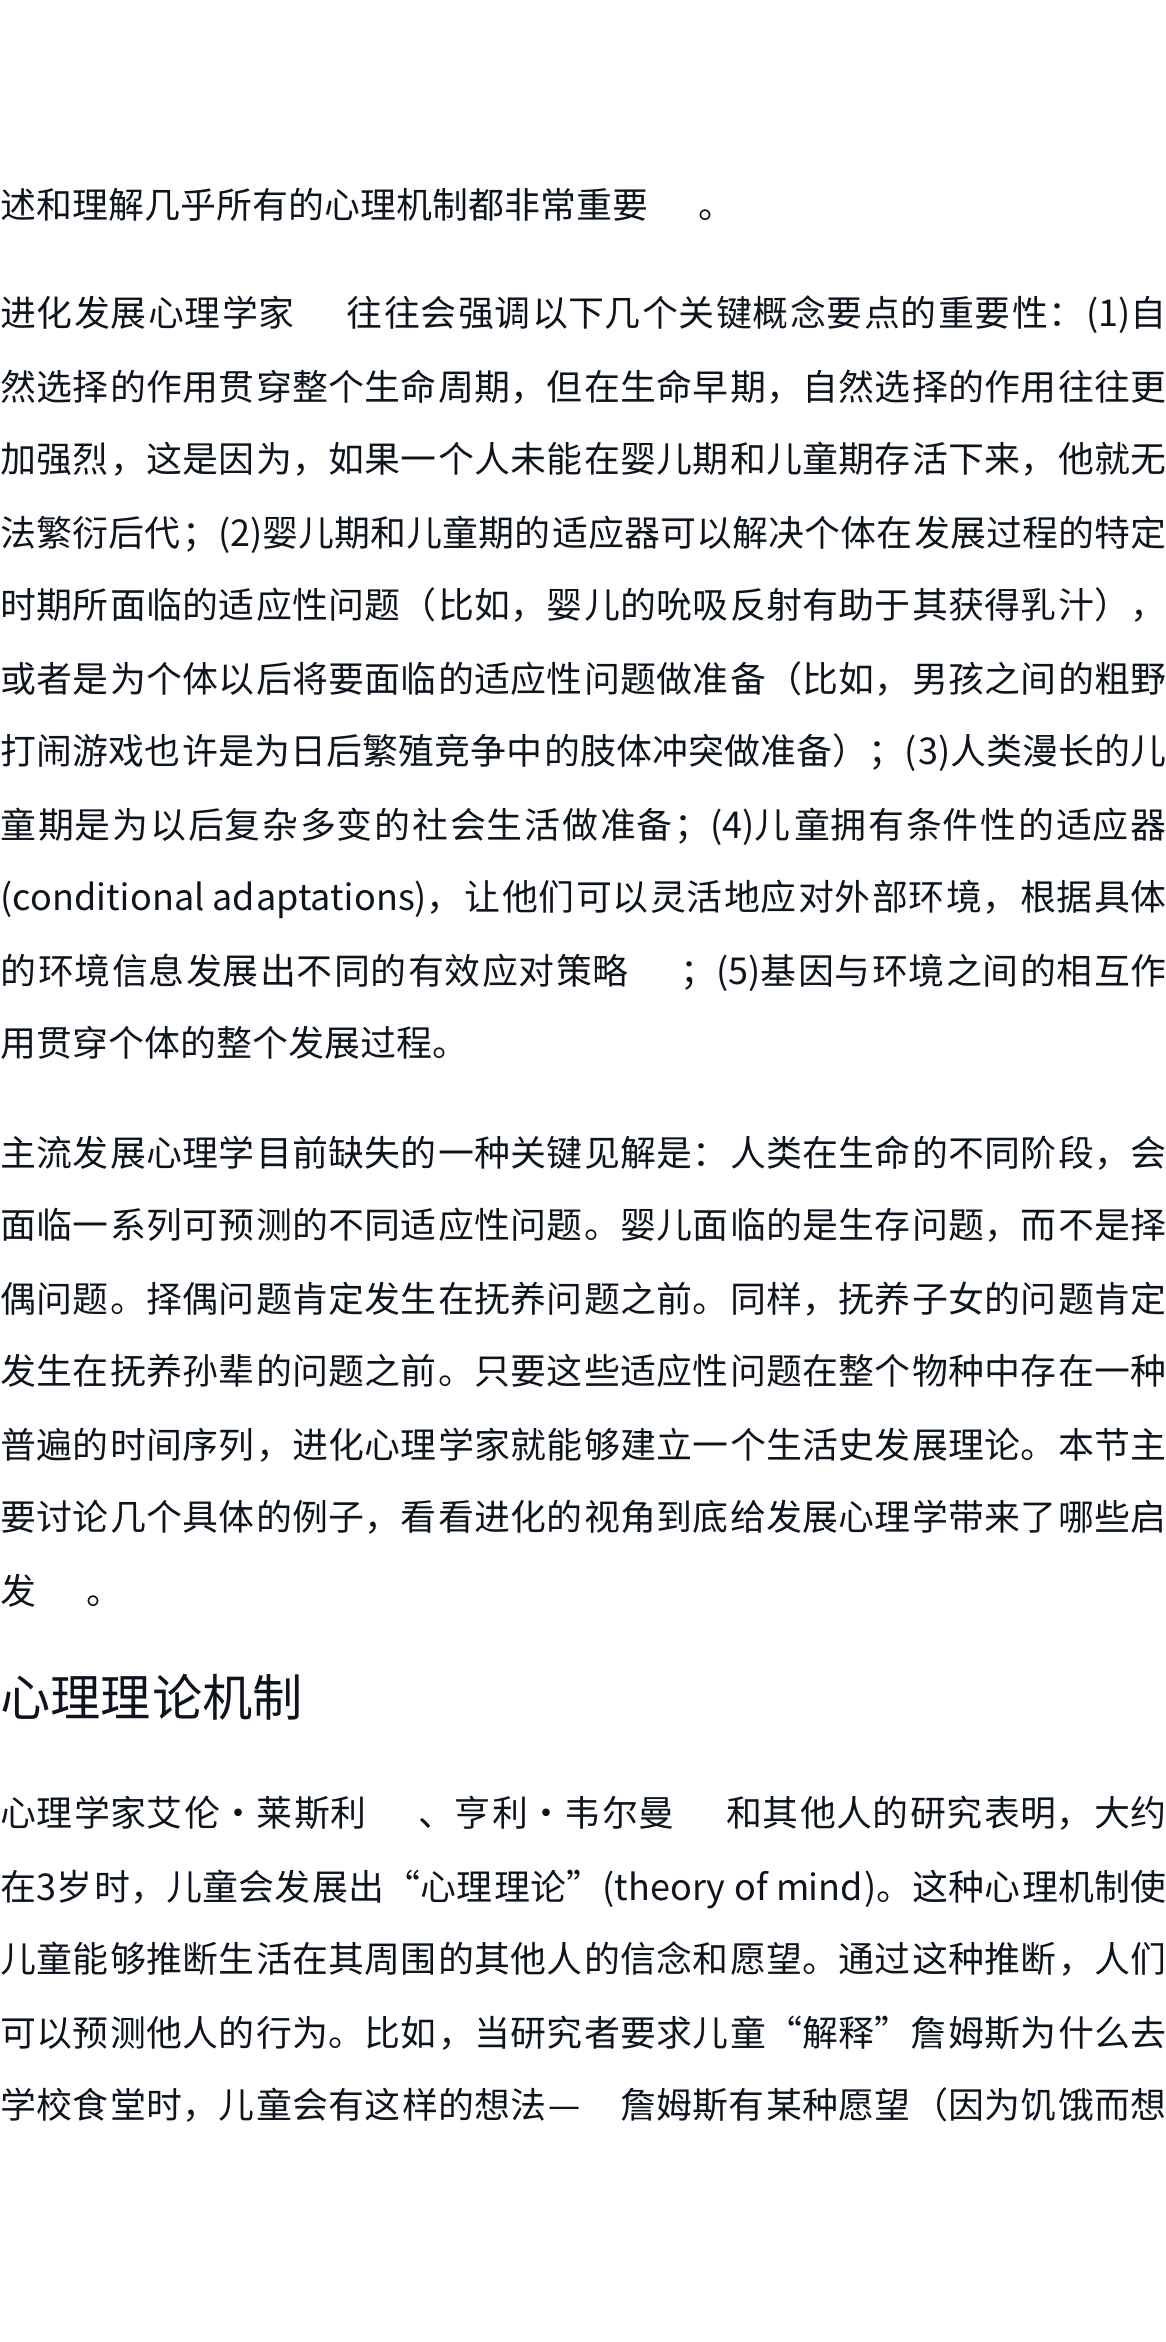 述和理解几乎所有的心理机制都非常重要 。
进化发展心理学家 往往会强调以下几个关键概念要点的重要性：(1)自
然选择的作用贯穿整个生命周期，但在生命早期，自然选择的作用往往更
加强烈，这是因为，如果一个人未能在婴儿期和儿童期存活下来，他就无
法繁衍后代；(2)婴儿期和儿童期的适应器可以解决个体在发展过程的特定
时期所面临的适应性问题（比如，婴儿的吮吸反射有助于其获得乳汁），
或者是为个体以后将要面临的适应性问题做准备（比如，男孩之间的粗野
打闹游戏也许是为日后繁殖竞争中的肢体冲突做准备）；(3)人类漫长的儿
童期是为以后复杂多变的社会生活做准备；(4)儿童拥有条件性的适应器
(conditional adaptations)，让他们可以灵活地应对外部环境，根据具体
的环境信息发展出不同的有效应对策略 ；(5)基因与环境之间的相互作
用贯穿个体的整个发展过程。
主流发展心理学目前缺失的一种关键见解是：人类在生命的不同阶段，会
面临一系列可预测的不同适应性问题。婴儿面临的是生存问题，而不是择
偶问题。择偶问题肯定发生在抚养问题之前。同样，抚养子女的问题肯定
发生在抚养孙辈的问题之前。只要这些适应性问题在整个物种中存在一种
普遍的时间序列，进化心理学家就能够建立一个生活史发展理论。本节主
要讨论几个具体的例子，看看进化的视角到底给发展心理学带来了哪些启
发 。
心理理论机制
心理学家艾伦·莱斯利 、亨利·韦尔曼 和其他人的研究表明，大约
在3岁时，儿童会发展出“心理理论”(theory of mind)。这种心理机制使
儿童能够推断生活在其周围的其他人的信念和愿望。通过这种推断，人们
可以预测他人的行为。比如，当研究者要求儿童“解释”詹姆斯为什么去
学校食堂时，儿童会有这样的想法— 詹姆斯有某种愿望（因为饥饿而想